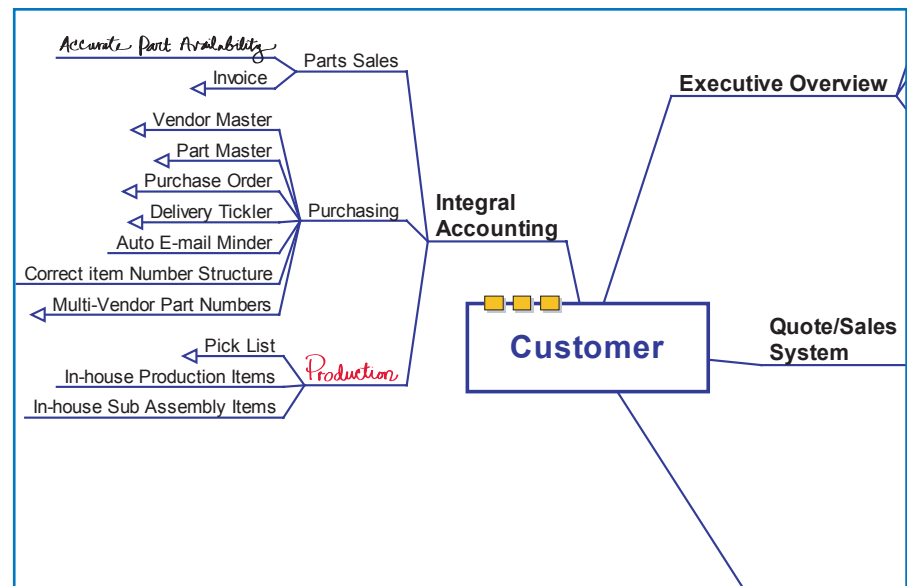 Accurate Part Availability
Parts Sales
Invoice
Vendor Master
Part Master
Purchase Order
Delivery Tickler
Purchasing
Auto E-mail Minder
Correct item Number Structure
Multi-Vendor Part Numbers
Pick List
Production
In-house Production Items
In-house Sub Assembly Items
Integral
Accounting
Executive Overview
Customer
Quote/Sales
System